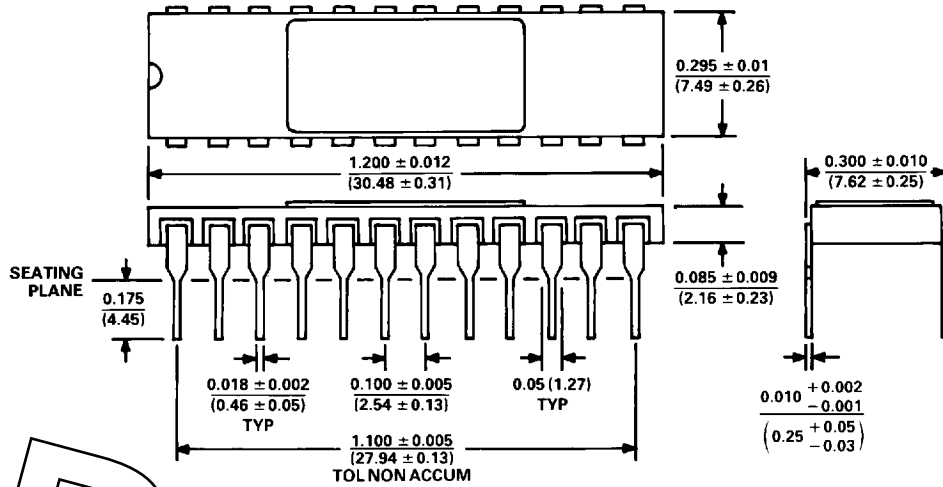 0.295 ± 0.01
(7.49 ± 0.26)
1.200 ± 0.012
(30.48 ± 0.31)
0.300 ± 0.010
(7.62 ± 0.25)
SEATING
PLANE
0.175
(4.45)
0.085 ± 0.009
(2.16 ± 0.23)
0.018 ± 0.002
(0.46 ± 0.05)
TYP
0.100 ± 0.005
(2.54 ± 0.13)
0.05 (1.27)
TYP
0.010 + 0.002
- 0.001
(0.25 + 0.05
- 0.03)
1.100 ± 0.005
(27.94 ± 0.13)
TOL NON ACCUM